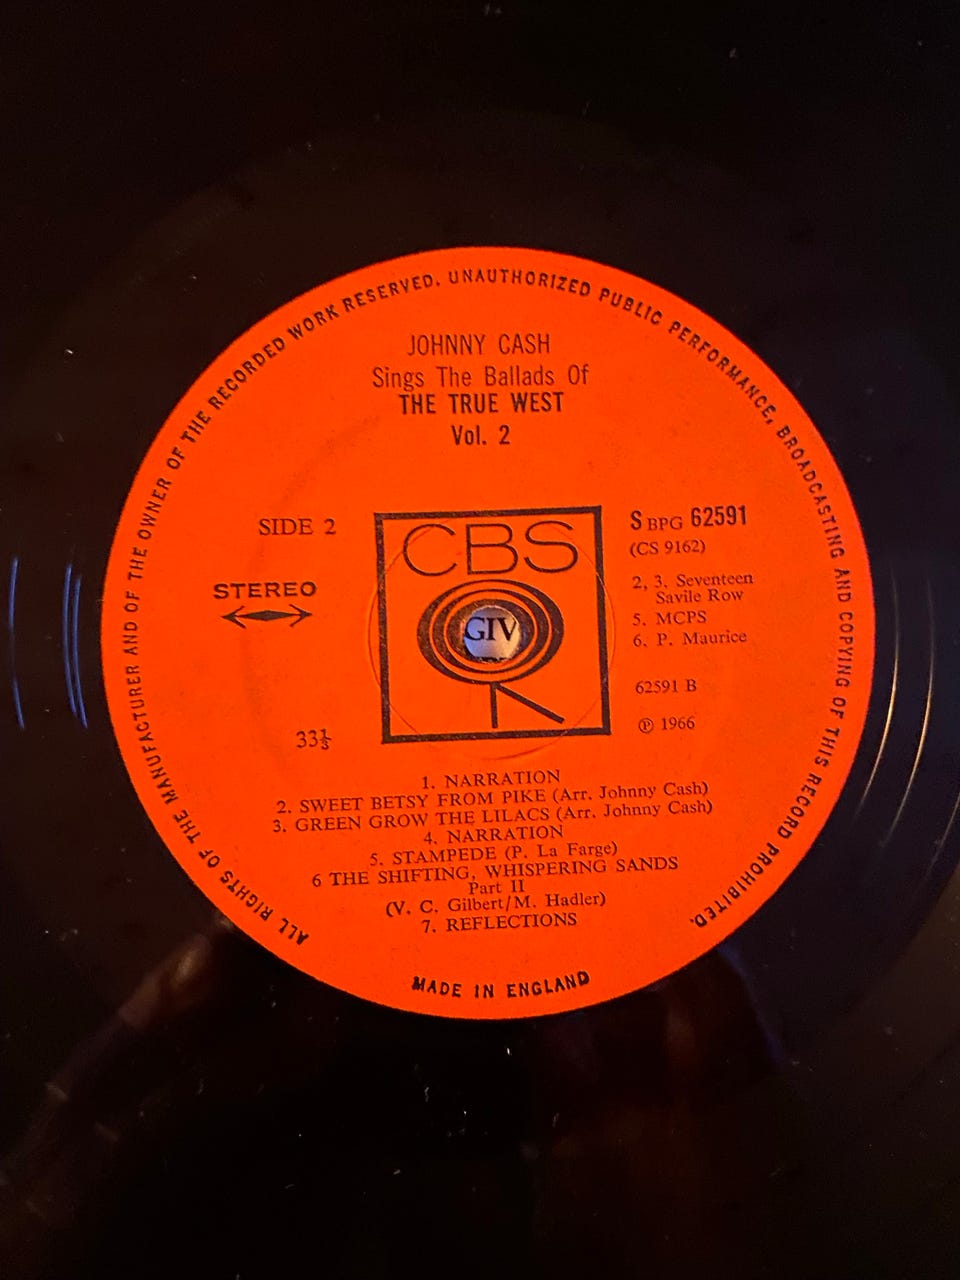 ALL RIGHTS OF THE MANUFACTURER AND OF THE OWNER OF THE RECORDED WORK RESERVED. UNAUTHORIZED PUBLIC PERFORMANCE, BROADCASTING AND COPYING OF THIS RECORD PROHIBITED.
JOHNNY CASH
Sings The Ballads Of
THE TRUE WEST
Vol. 2
SIDE 2
STEREO
33⅓
CBS
GIV
S BPG 62591
(CS 9162)
2, 3. Seventeen
Savile Row
5. MCPS
6. P. Maurice
62591 B
℗ 1966
1. NARRATION
2. SWEET BETSY FROM PIKE (Arr. Johnny Cash)
3. GREEN GROW THE LILACS (Arr. Johnny Cash)
4. NARRATION
5. STAMPEDE (P. La Farge)
6 THE SHIFTING, WHISPERING SANDS
Part II
(V. C. Gilbert/M. Hadler)
7. REFLECTIONS
MADE IN ENGLAND